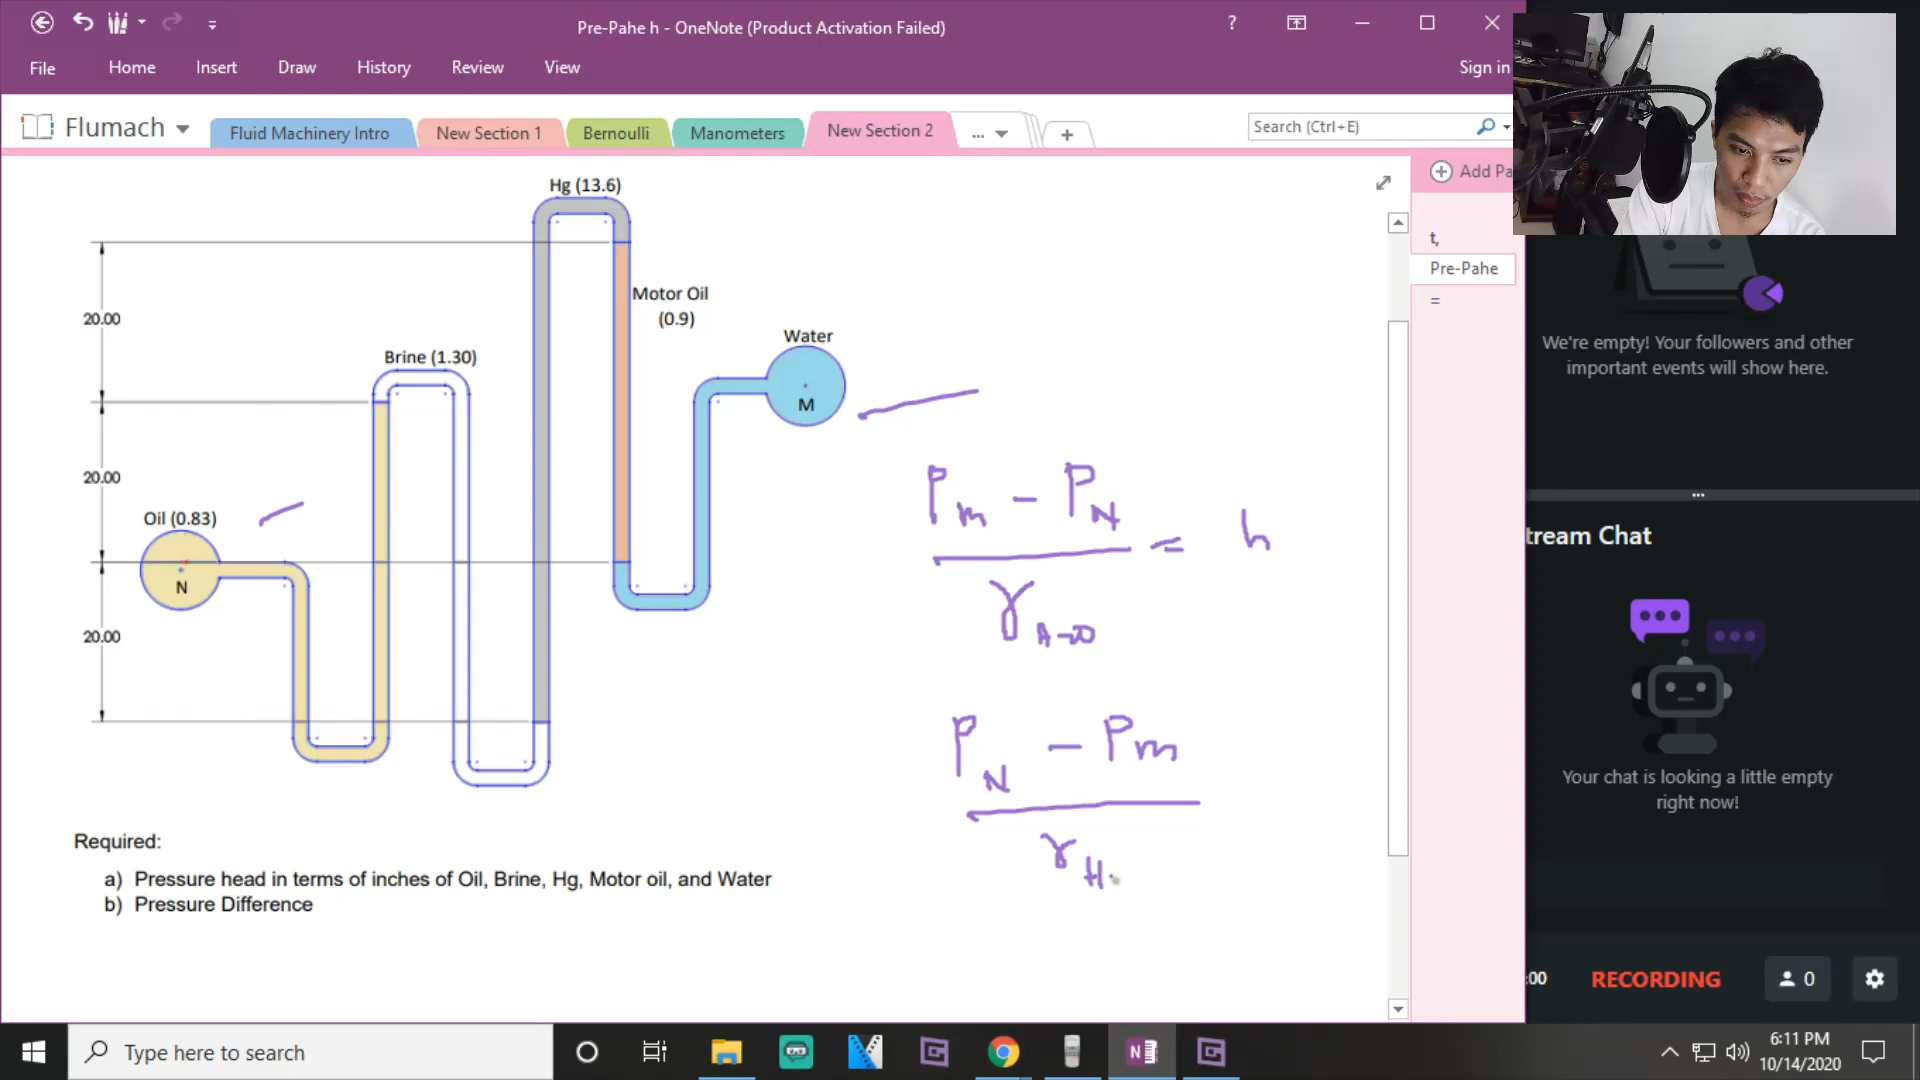 Pre-Pahe h - OneNote (Product Activation Failed)
?
File
Home
Insert
Draw
History
Review
View
Sign in
Flumach
Fluid Machinery Intro
New Section 1
Bernoulli
Manometers
New Section 2
...
+
Search (Ctrl+E)
Add Pa
t,
Pre-Pahe
=
Hg (13.6)
20.00
Motor Oil
(0.9)
Brine (1.30)
Water
M
20.00
Oil (0.83)
N
20.00
Pm - PN
= h
γ
PN - Pm
γ H
Required:
a) Pressure head in terms of inches of Oil, Brine, Hg, Motor oil, and Water
b) Pressure Difference
We're empty! Your followers and other
important events will show here.
...
tream Chat
Your chat is looking a little empty
right now!
:00
RECORDING
0
Type here to search
N
6:11 PM
10/14/2020